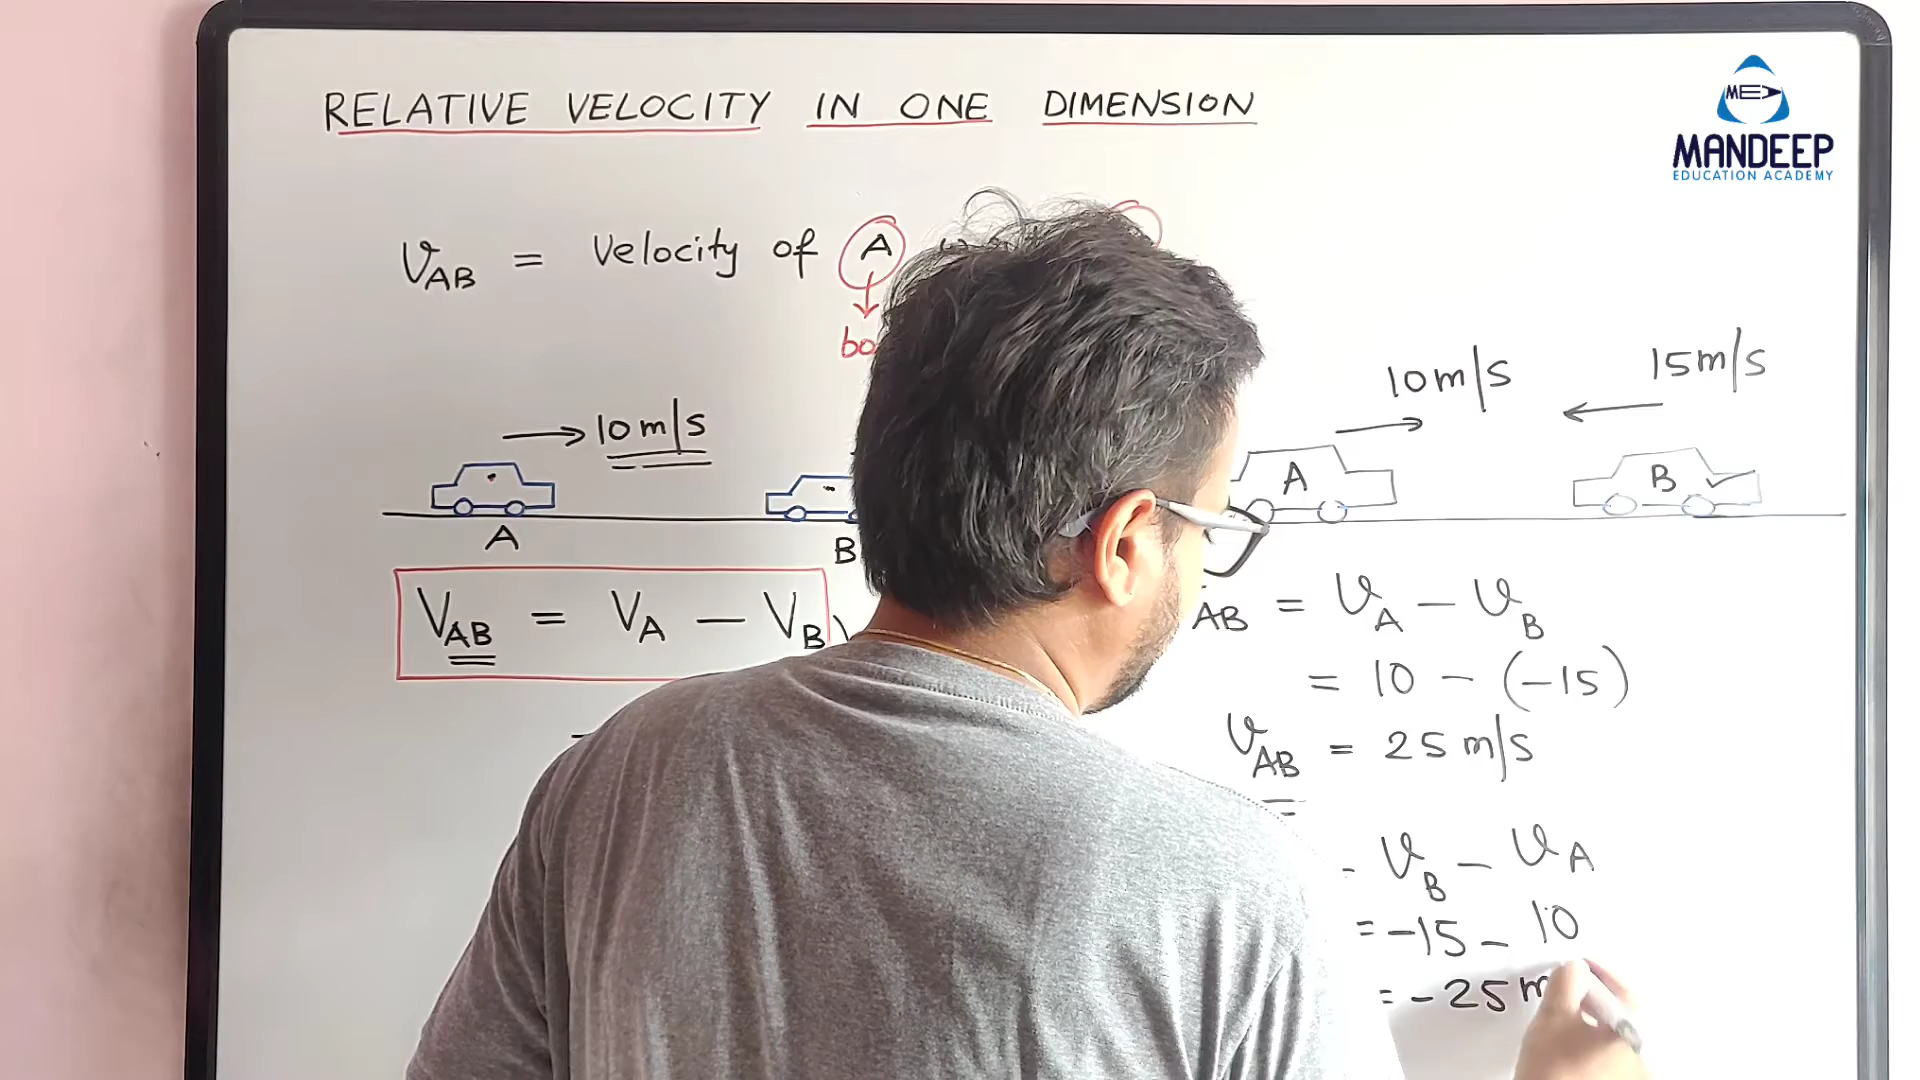 RELATIVE VELOCITY IN ONE DIMENSION
MANDEEP
EDUCATION ACADEMY
V_AB = Velocity of A
10m/s
A
B
V_AB = V_A - V_B
10m/s
15m/s
A
B
AB = V_A - V_B
= 10 - (-15)
V_AB = 25 m/s
V_B - V_A
= -15 - 10
= -25 m